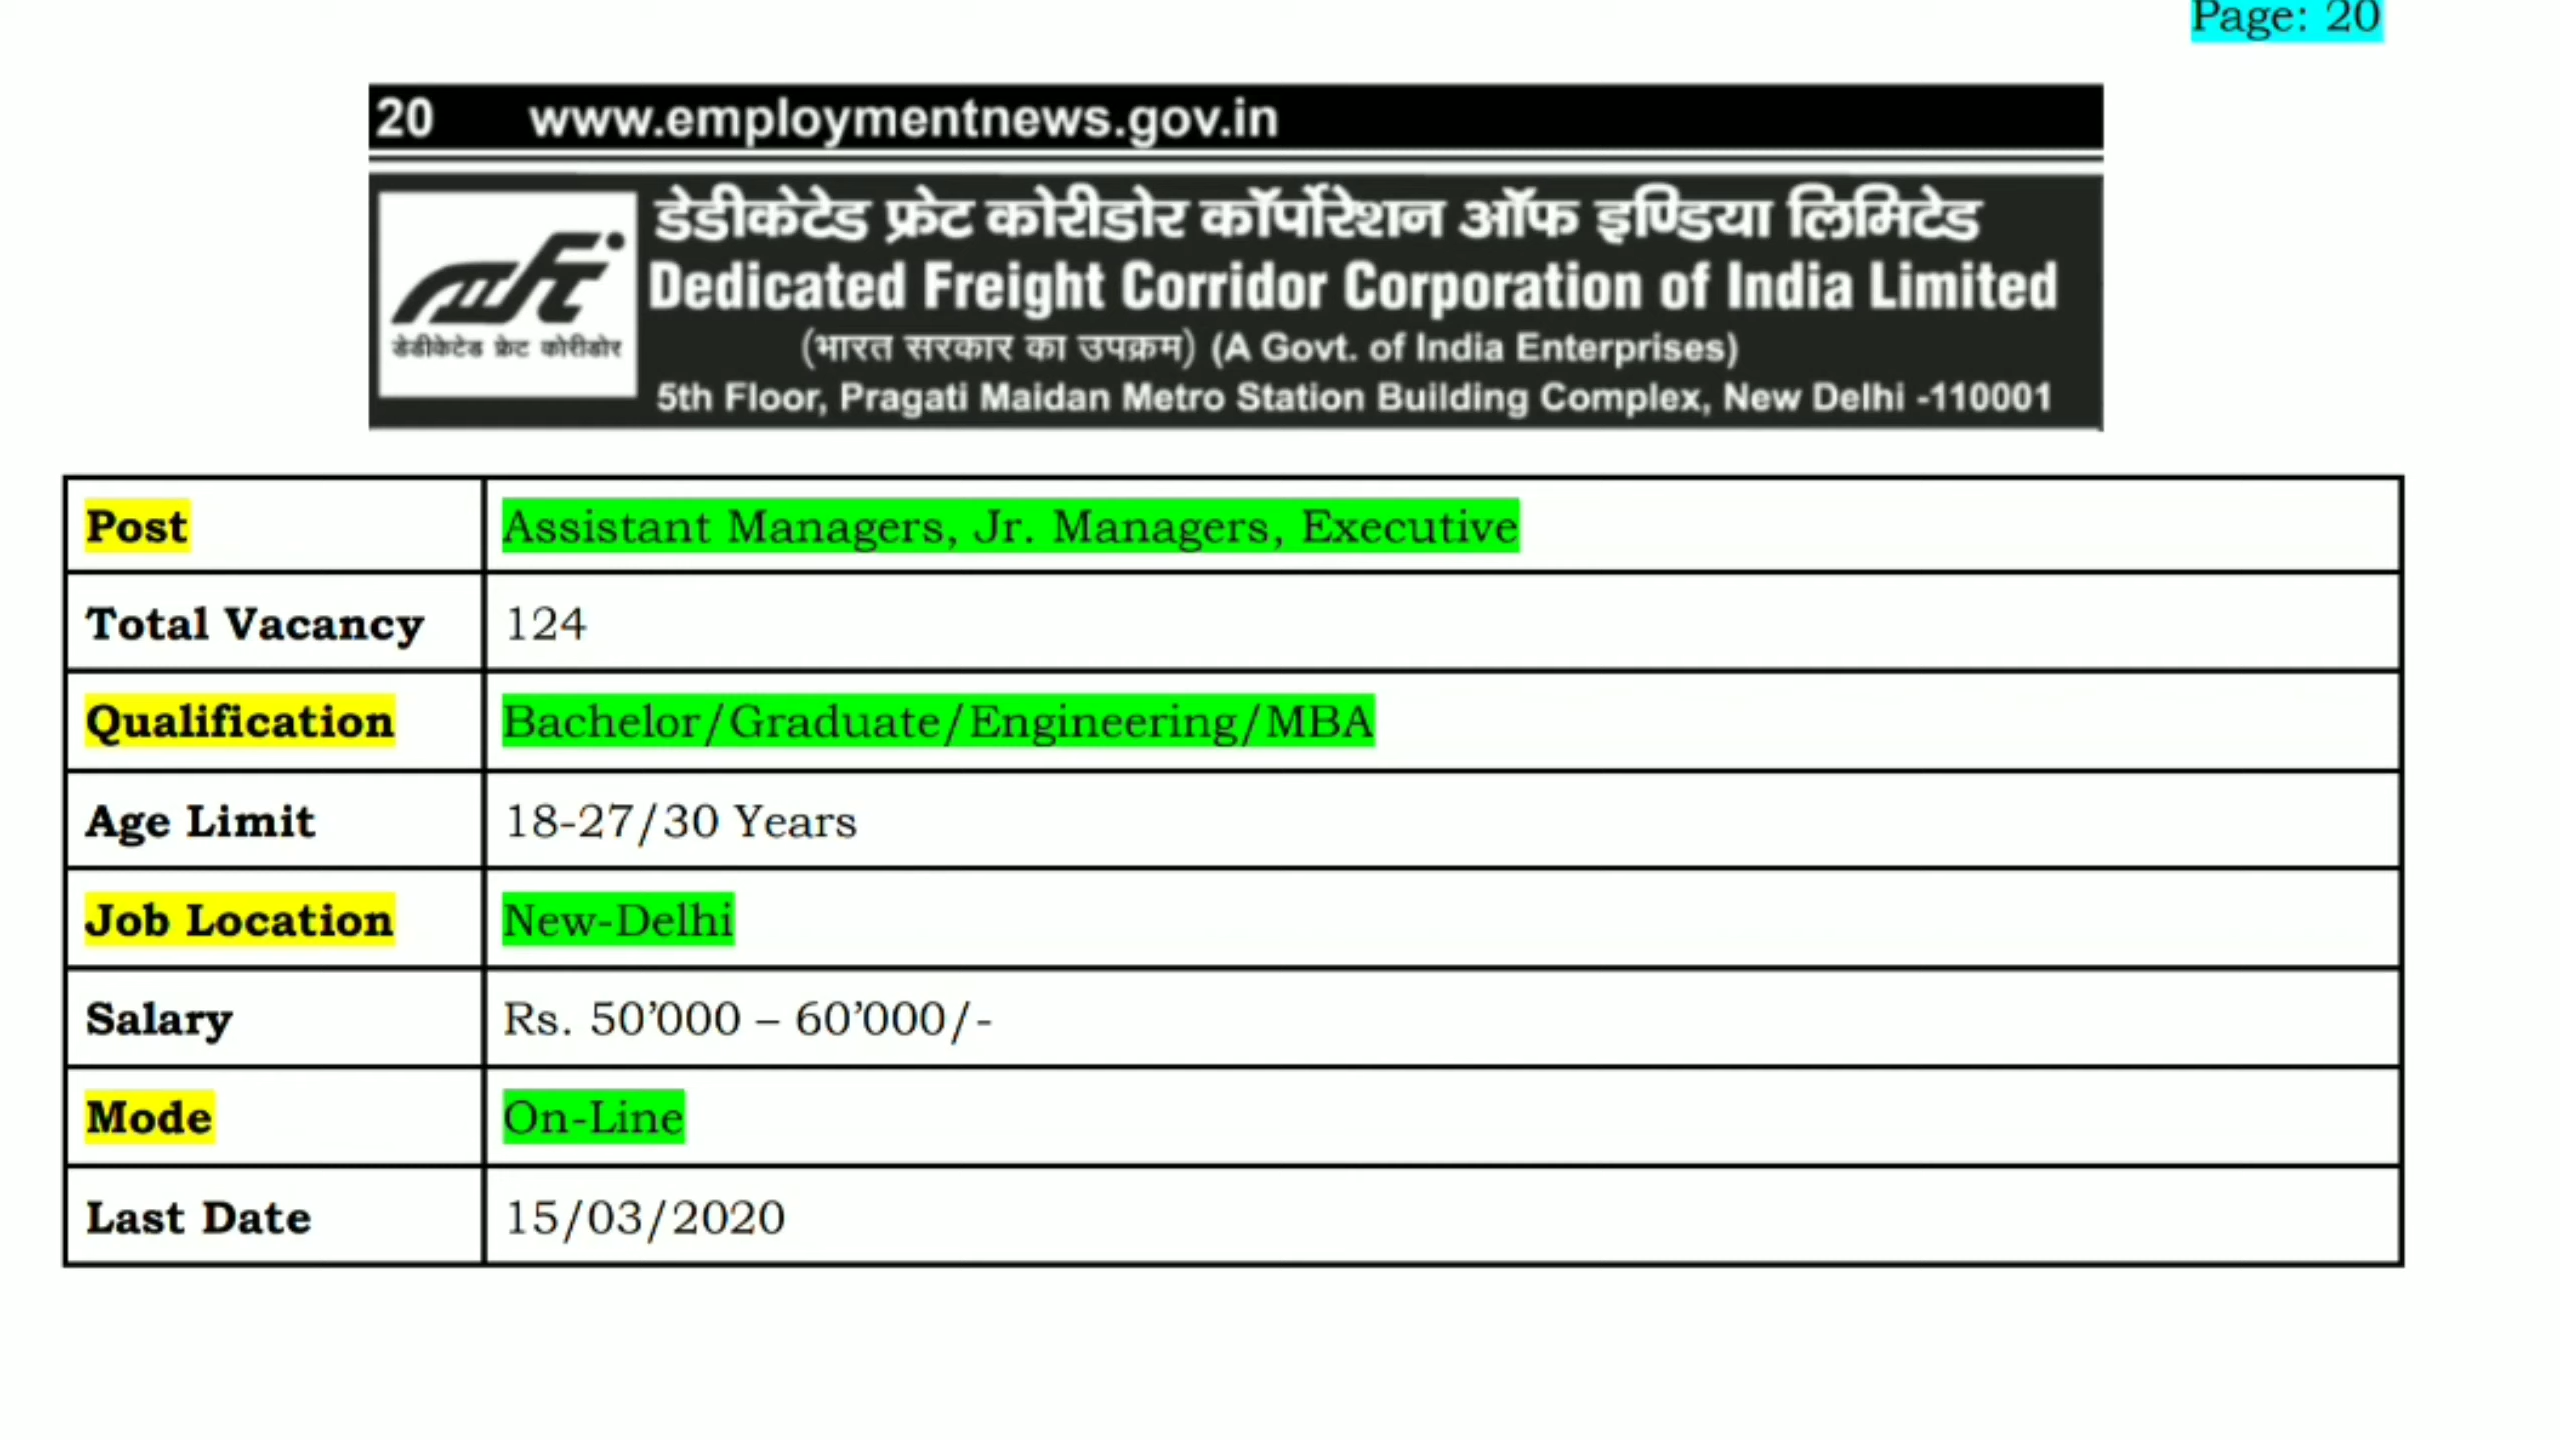 Page: 20
20 www.employmentnews.gov.in
डेडीकेटेड फ्रेट कोरीडोर कॉर्पोरेशन ऑफ इण्डिया लिमिटेड
Dedicated Freight Corridor Corporation of India Limited
डेडीकेटेड फ्रेट कोरीडोर
(भारत सरकार का उपक्रम) (A Govt. of India Enterprises)
5th Floor, Pragati Maidan Metro Station Building Complex, New Delhi -110001
Post Assistant Managers, Jr. Managers, Executive
Total Vacancy 124
Qualification Bachelor/Graduate/Engineering/MBA
Age Limit 18-27/30 Years
Job Location New-Delhi
Salary Rs. 50’000 – 60’000/-
Mode On-Line
Last Date 15/03/2020